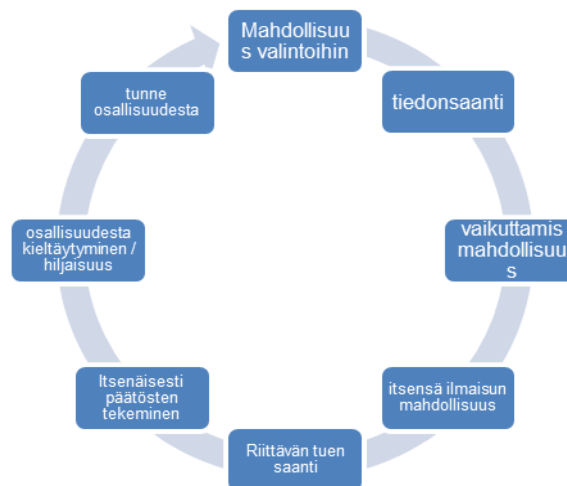 Mahdollisuu
s valintoihin
tiedonsaanti
vaikuttamis
mahdollisuu
s
itsensä ilmaisun
mahdollisuus
Riittävän tuen
saanti
Itsenäisesti
päätösten
tekeminen
osallisuudesta
kieltäytyminen /
hiljaisuus
tunne
osallisuudesta